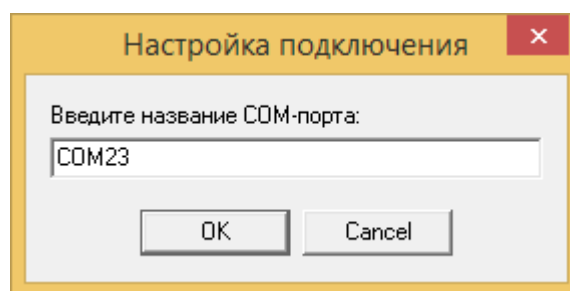 Настройка подключения
Введите название COM-порта:
COM23
OK Cancel